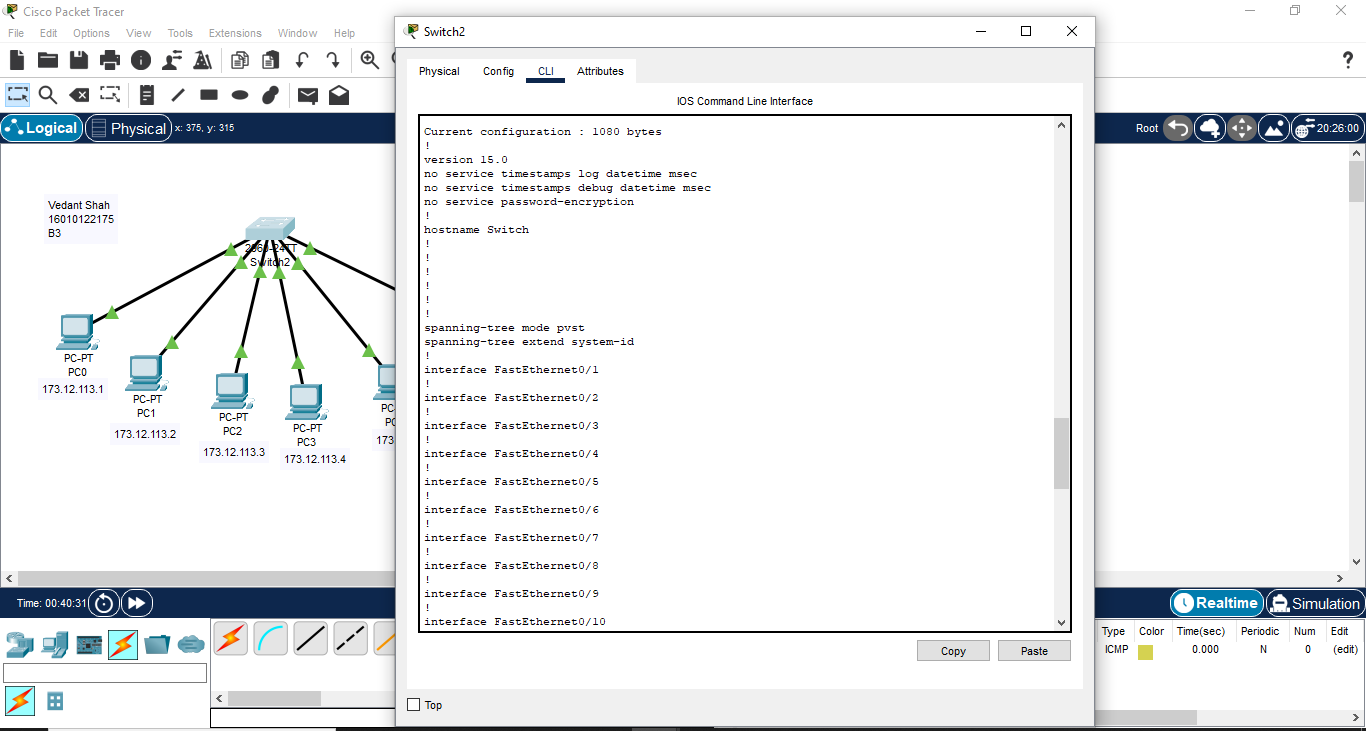 Cisco Packet Tracer
File Edit Options View Tools Extensions Window Help
Logical
Physical
x: 375, y: 315
Root
20:26:00
Vedant Shah
16010122175
B3
2960-24TT
Switch2
PC-PT
PC0
173.12.113.1
PC-PT
PC1
173.12.113.2
PC-PT
PC2
173.12.113.3
PC-PT
PC3
173.12.113.4
PC
PC
173
Switch2
Physical Config CLI Attributes
IOS Command Line Interface
Current configuration : 1080 bytes
!
version 15.0
no service timestamps log datetime msec
no service timestamps debug datetime msec
no service password-encryption
!
hostname Switch
!
!
!
!
!
!
spanning-tree mode pvst
spanning-tree extend system-id
!
interface FastEthernet0/1
!
interface FastEthernet0/2
!
interface FastEthernet0/3
!
interface FastEthernet0/4
!
interface FastEthernet0/5
!
interface FastEthernet0/6
!
interface FastEthernet0/7
!
interface FastEthernet0/8
!
interface FastEthernet0/9
!
interface FastEthernet0/10
Copy
Paste
Top
Time: 00:40:31
Realtime
Simulation
Type Color Time(sec) Periodic Num Edit
ICMP 0.000 N 0 (edit)